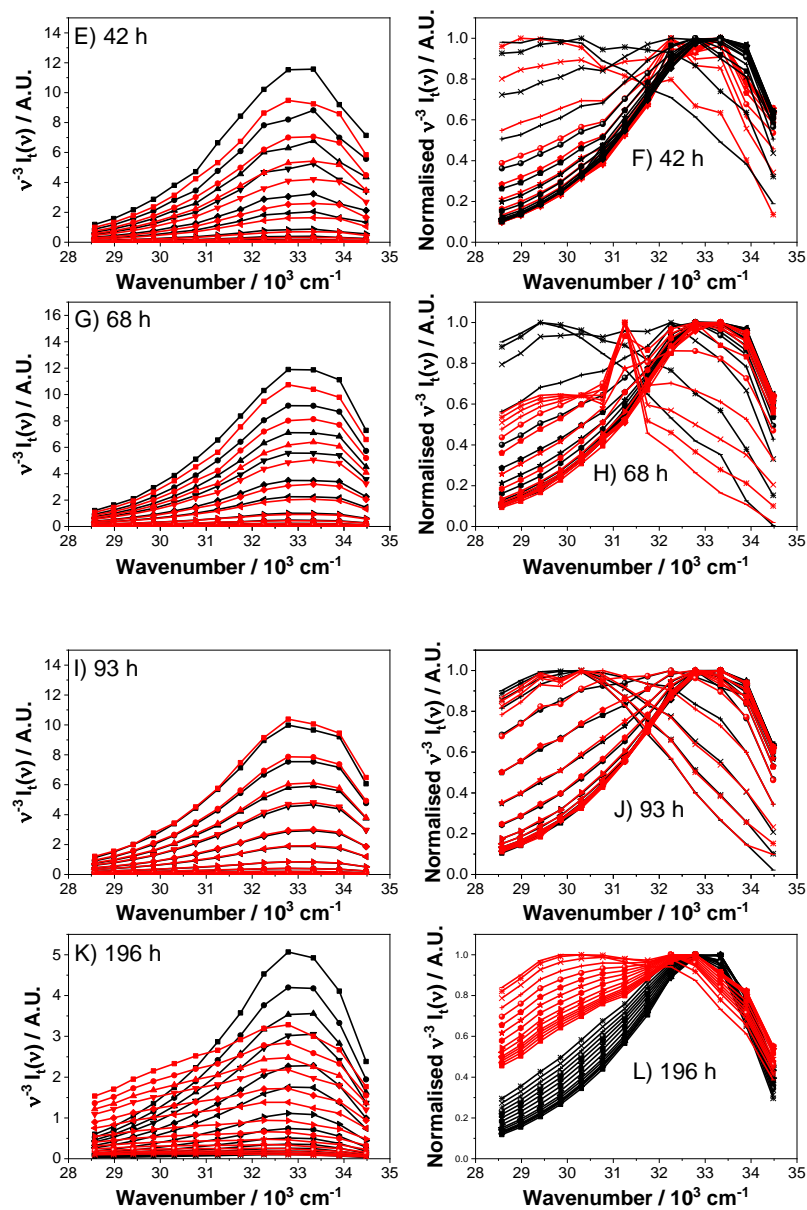 E) 42 h
14
12
10
8
6
4
2
0
ν⁻³ Iₜ(ν) / A.U.
28 29 30 31 32 33 34 35
Wavenumber / 10³ cm⁻¹
F) 42 h
1.0
0.8
0.6
0.4
0.2
0.0
Normalised ν⁻³ Iₜ(ν) / A.U.
28 29 30 31 32 33 34 35
Wavenumber / 10³ cm⁻¹
G) 68 h
16
14
12
10
8
6
4
2
0
ν⁻³ Iₜ(ν) / A.U.
28 29 30 31 32 33 34 35
Wavenumber / 10³ cm⁻¹
H) 68 h
1.0
0.8
0.6
0.4
0.2
0.0
Normalised ν⁻³ Iₜ(ν) / A.U.
28 29 30 31 32 33 34 35
Wavenumber / 10³ cm⁻¹
I) 93 h
14
12
10
8
6
4
2
0
ν⁻³ Iₜ(ν) / A.U.
28 29 30 31 32 33 34 35
Wavenumber / 10³ cm⁻¹
J) 93 h
1.0
0.8
0.6
0.4
0.2
0.0
Normalised ν⁻³ Iₜ(ν) / A.U.
28 29 30 31 32 33 34 35
Wavenumber / 10³ cm⁻¹
K) 196 h
5
4
3
2
1
0
ν⁻³ Iₜ(ν) / A.U.
28 29 30 31 32 33 34 35
Wavenumber / 10³ cm⁻¹
L) 196 h
1.0
0.8
0.6
0.4
0.2
0.0
Normalised ν⁻³ Iₜ(ν) / A.U.
28 29 30 31 32 33 34 35
Wavenumber / 10³ cm⁻¹